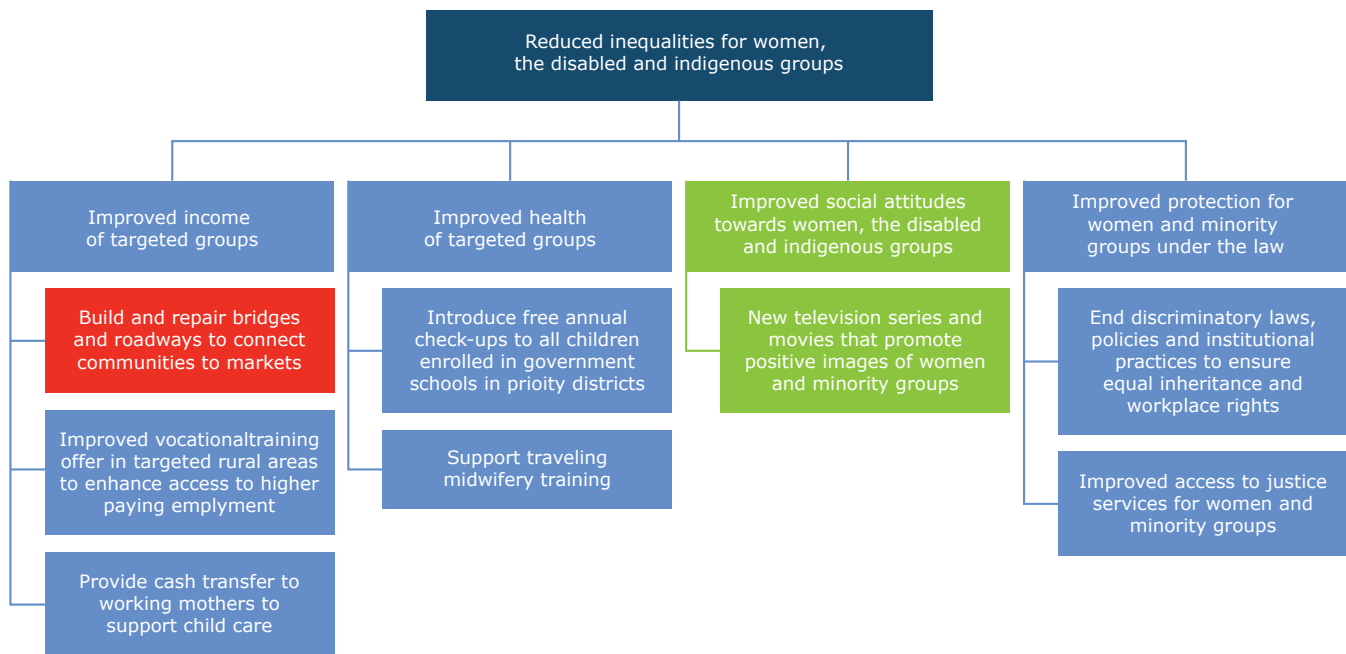 Reduced inequalities for women,
the disabled and indigenous groups
Improved income
of targeted groups
Build and repair bridges
and roadways to connect
communities to markets
Improved vocationaltraining
offer in targeted rural areas
to enhance access to higher
paying emplyment
Provide cash transfer to
working mothers to
support child care
Improved health
of targeted groups
Introduce free annual
check-ups to all children
enrolled in government
schools in prioity districts
Support traveling
midwifery training
Improved social attitudes
towards women, the disabled
and indigenous groups
New television series and
movies that promote
positive images of women
and minority groups
Improved protection for
women and minority
groups under the law
End discriminatory laws,
policies and institutional
practices to ensure
equal inheritance and
workplace rights
Improved access to justice
services for women and
minority groups